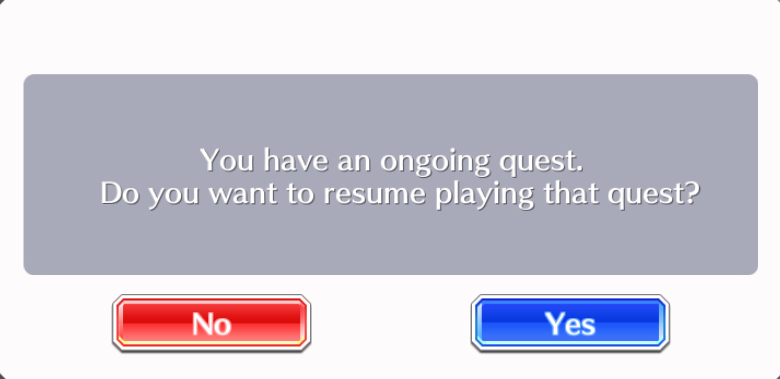 You have an ongoing quest.
Do you want to resume playing that quest?
No
Yes